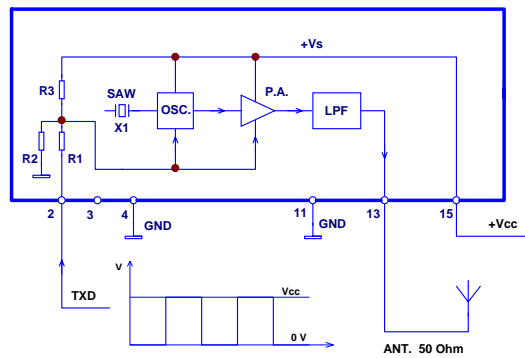 +Vs
R3
SAW
P.A.
OSC.
LPF
X1
R2
R1
2
3
4
11
13
15
GND
GND
+Vcc
V
TXD
Vcc
0 V
ANT. 50 Ohm